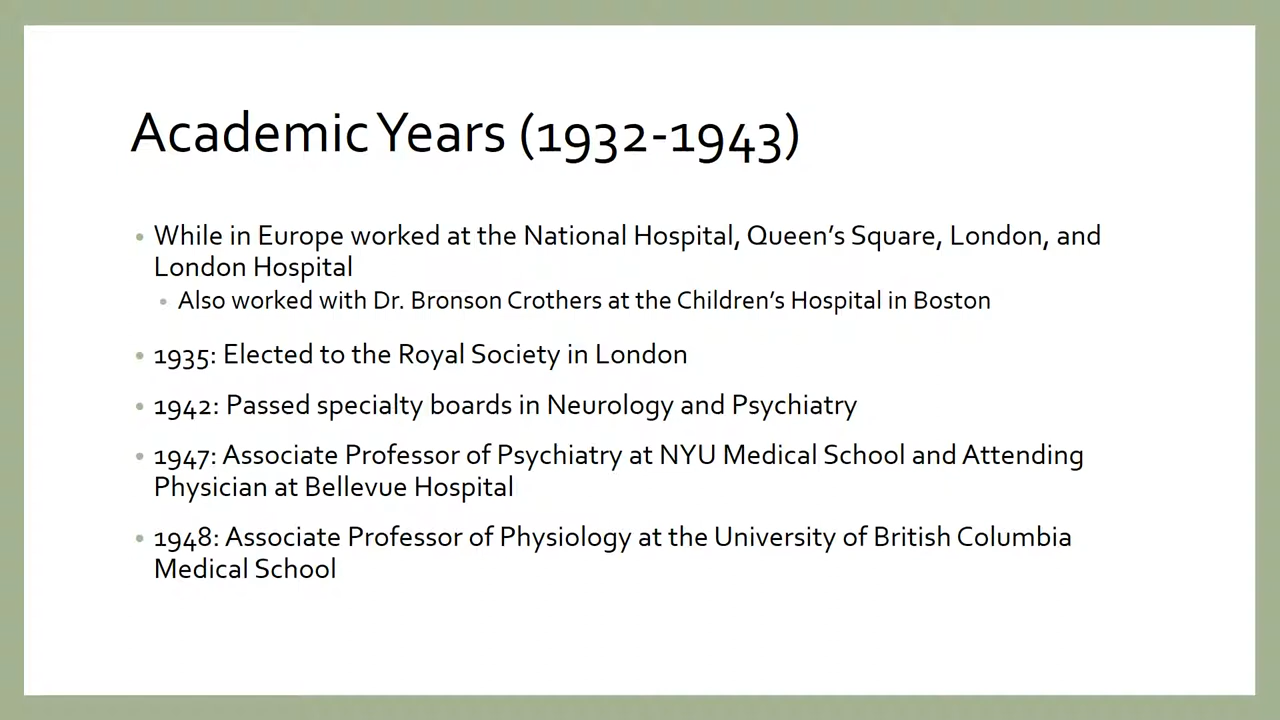 Academic Years (1932-1943)
• While in Europe worked at the National Hospital, Queen’s Square, London, and
London Hospital
• Also worked with Dr. Bronson Crothers at the Children’s Hospital in Boston
• 1935: Elected to the Royal Society in London
• 1942: Passed specialty boards in Neurology and Psychiatry
• 1947: Associate Professor of Psychiatry at NYU Medical School and Attending
Physician at Bellevue Hospital
• 1948: Associate Professor of Physiology at the University of British Columbia
Medical School